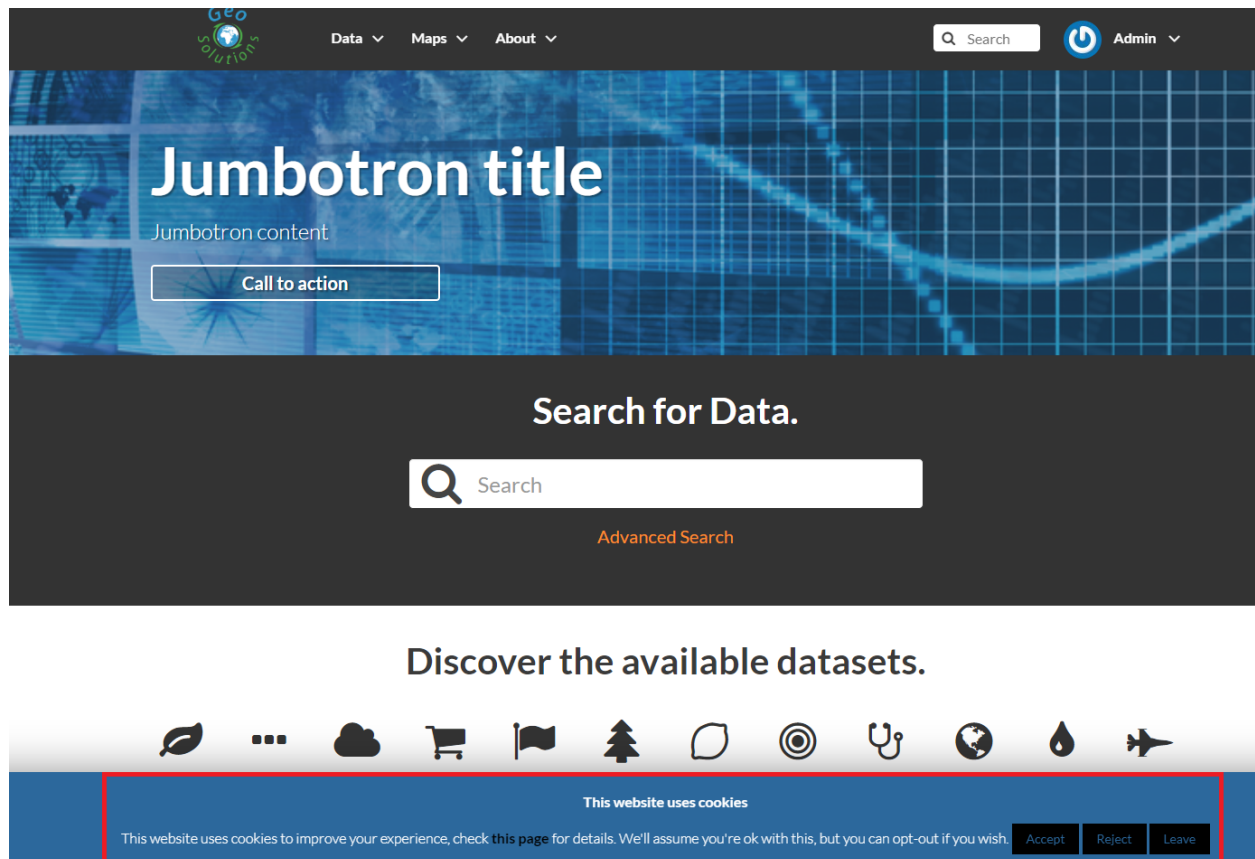 Geo
Solutions
Data Maps About Search Admin
Jumbotron title
Jumbotron content
Call to action
Search for Data.
Search
Advanced Search
Discover the available datasets.
This website uses cookies
This website uses cookies to improve your experience, check this page for details. We'll assume you're ok with this, but you can opt-out if you wish. Accept Reject Leave